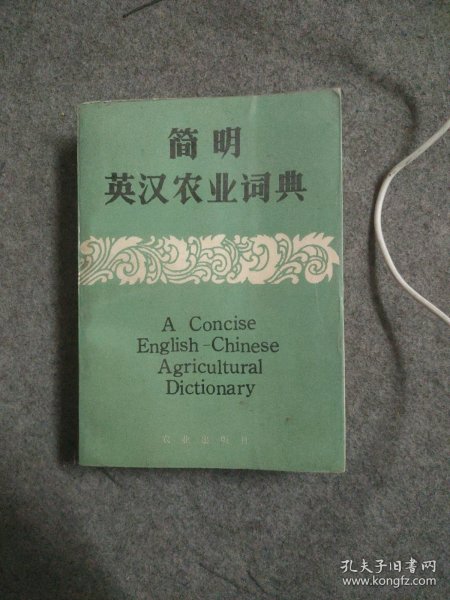 简明
英汉农业词典
A Concise
English-Chinese
Agricultural
Dictionary
农业出版社
孔夫子旧书网
www.kongfz.com